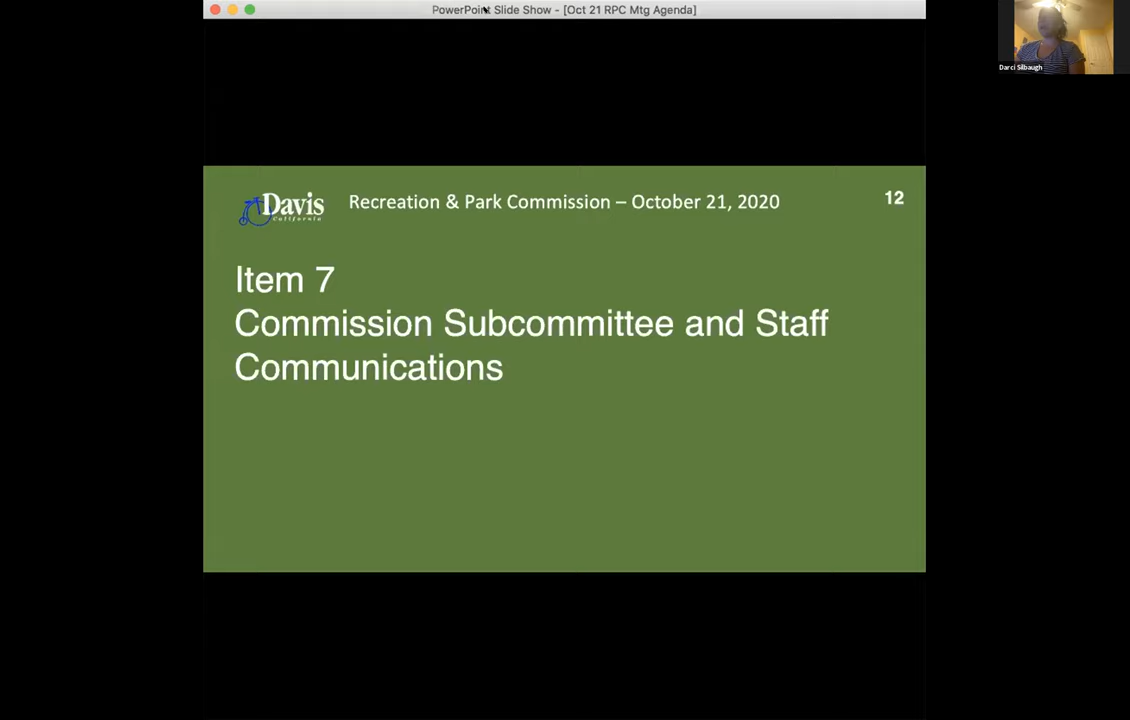 PowerPoint Slide Show - [Oct 21 RPC Mtg Agenda]
Darci Silbaugh
Davis
California
Recreation & Park Commission – October 21, 2020
12
Item 7
Commission Subcommittee and Staff
Communications